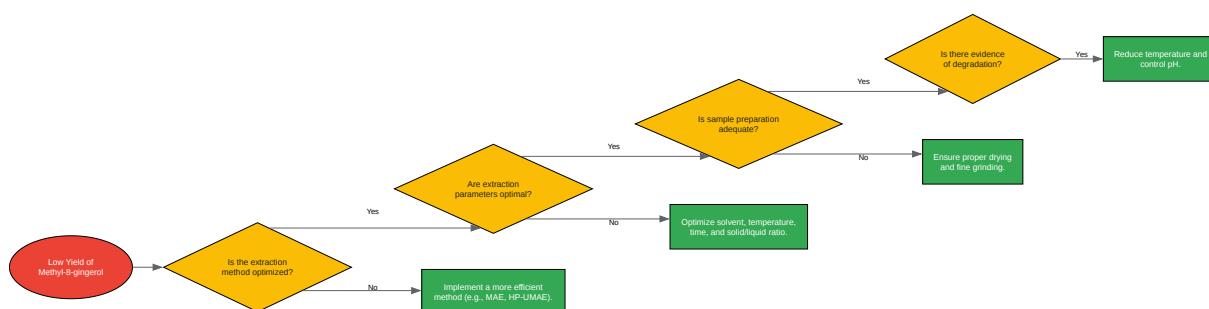 Low Yield of
Methyl-8-gingerol
Is the extraction
method optimized?
No
Implement a more efficient
method (e.g., MAE, HP-UMAE).
Yes
Are extraction
parameters optimal?
No
Optimize solvent, temperature,
time, and solid/liquid ratio.
Yes
Is sample preparation
adequate?
No
Ensure proper drying
and fine grinding.
Yes
Is there evidence
of degradation?
Yes
Reduce temperature and
control pH.